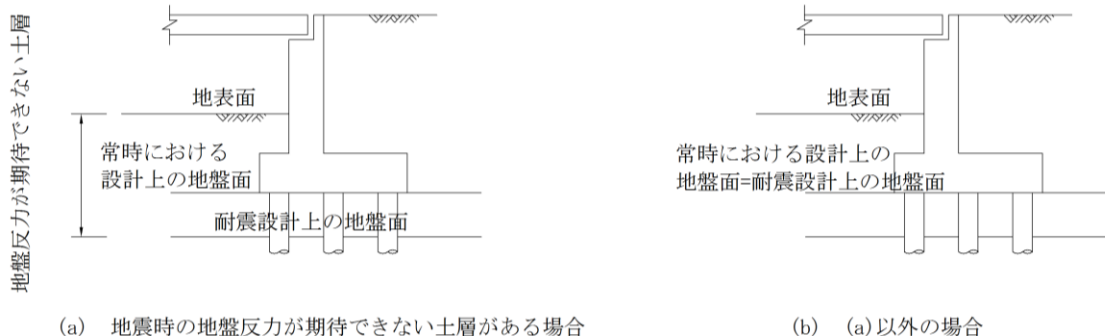 地盤反力が期待できない土層
地表面
常時における
設計上の地盤面
耐震設計上の地盤面
(a) 地震時の地盤反力が期待できない土層がある場合
地表面
常時における設計上の
地盤面=耐震設計上の地盤面
(b) (a)以外の場合